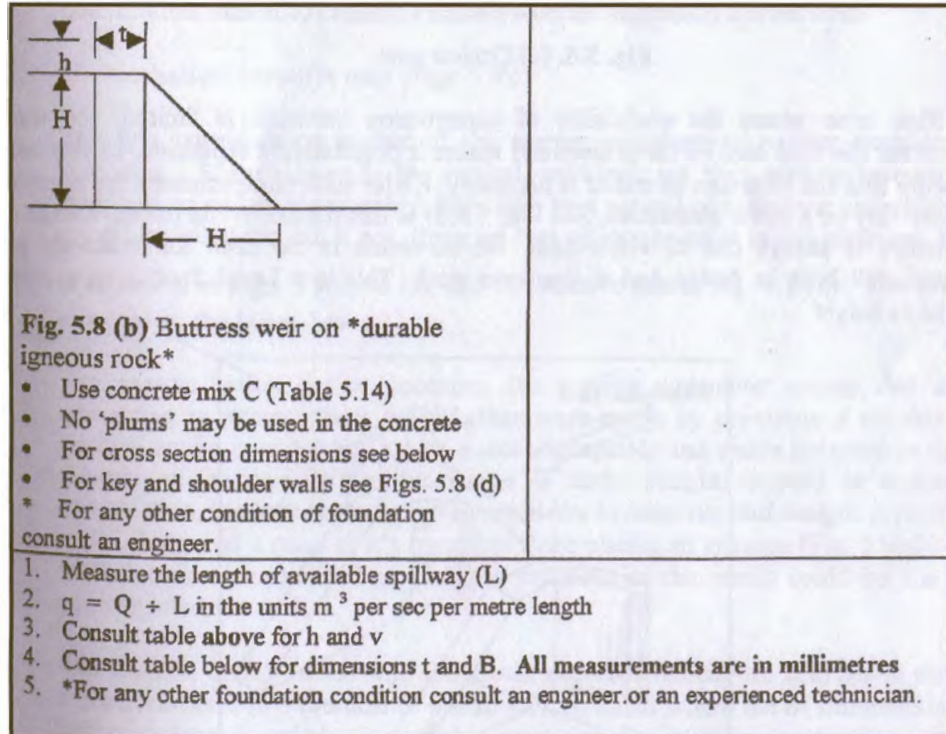 t
h
H
H
Fig. 5.8 (b) Buttress weir on *durable
igneous rock*
• Use concrete mix C (Table 5.14)
• No 'plums' may be used in the concrete
• For cross section dimensions see below
• For key and shoulder walls see Figs. 5.8 (d)
* For any other condition of foundation
consult an engineer.
1. Measure the length of available spillway (L)
2. q = Q ÷ L in the units m³ per sec per metre length
3. Consult table above for h and v
4. Consult table below for dimensions t and B. All measurements are in millimetres
5. *For any other foundation condition consult an engineer or an experienced technician.